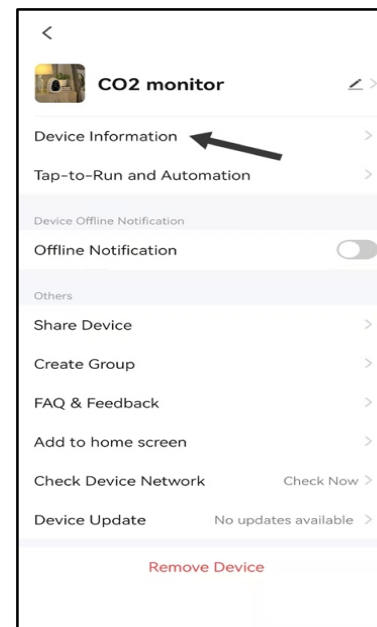 CO2 monitor
Device Information
Tap-to-Run and Automation
Device Offline Notification
Offline Notification
Others
Share Device
Create Group
FAQ & Feedback
Add to home screen
Check Device Network Check Now
Device Update No updates available
Remove Device